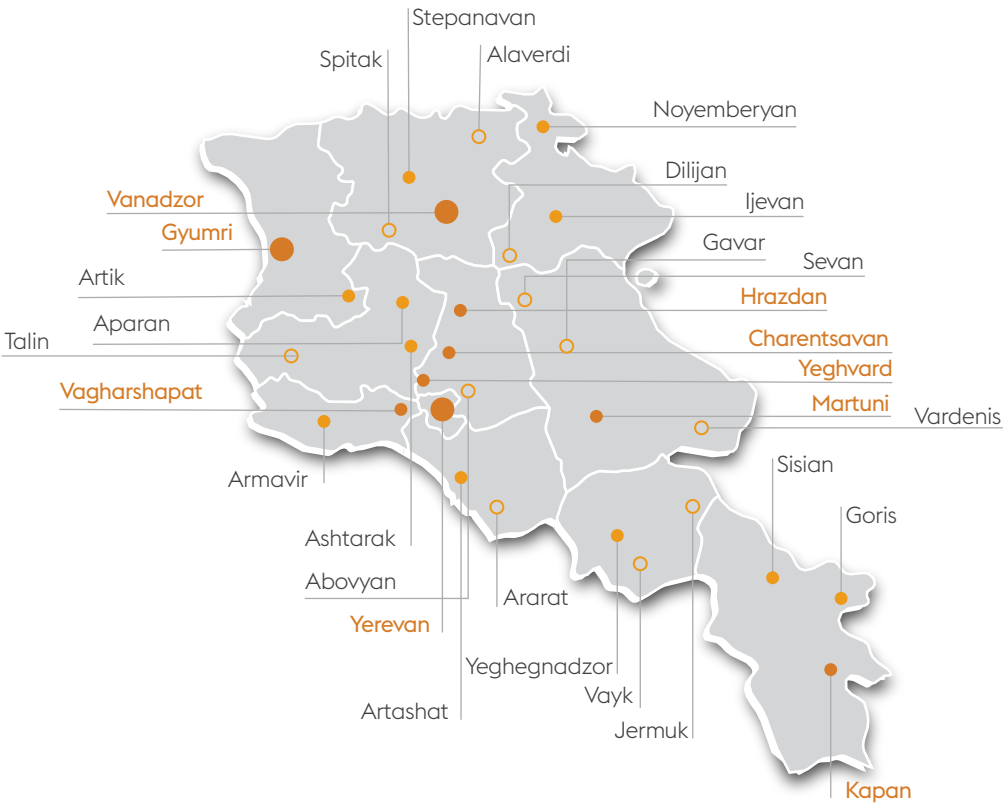 Stepanavan
Spitak
Alaverdi
Noyemberyan
Dilijan
Vanadzor
Ijevan
Gyumri
Gavar
Sevan
Artik
Hrazdan
Aparan
Talin
Charentsavan
Yeghvard
Vagharshapat
Martuni
Vardenis
Armavir
Sisian
Goris
Ashtarak
Abovyan
Ararat
Yerevan
Yeghegnadzor
Vayk
Artashat
Jermuk
Kapan